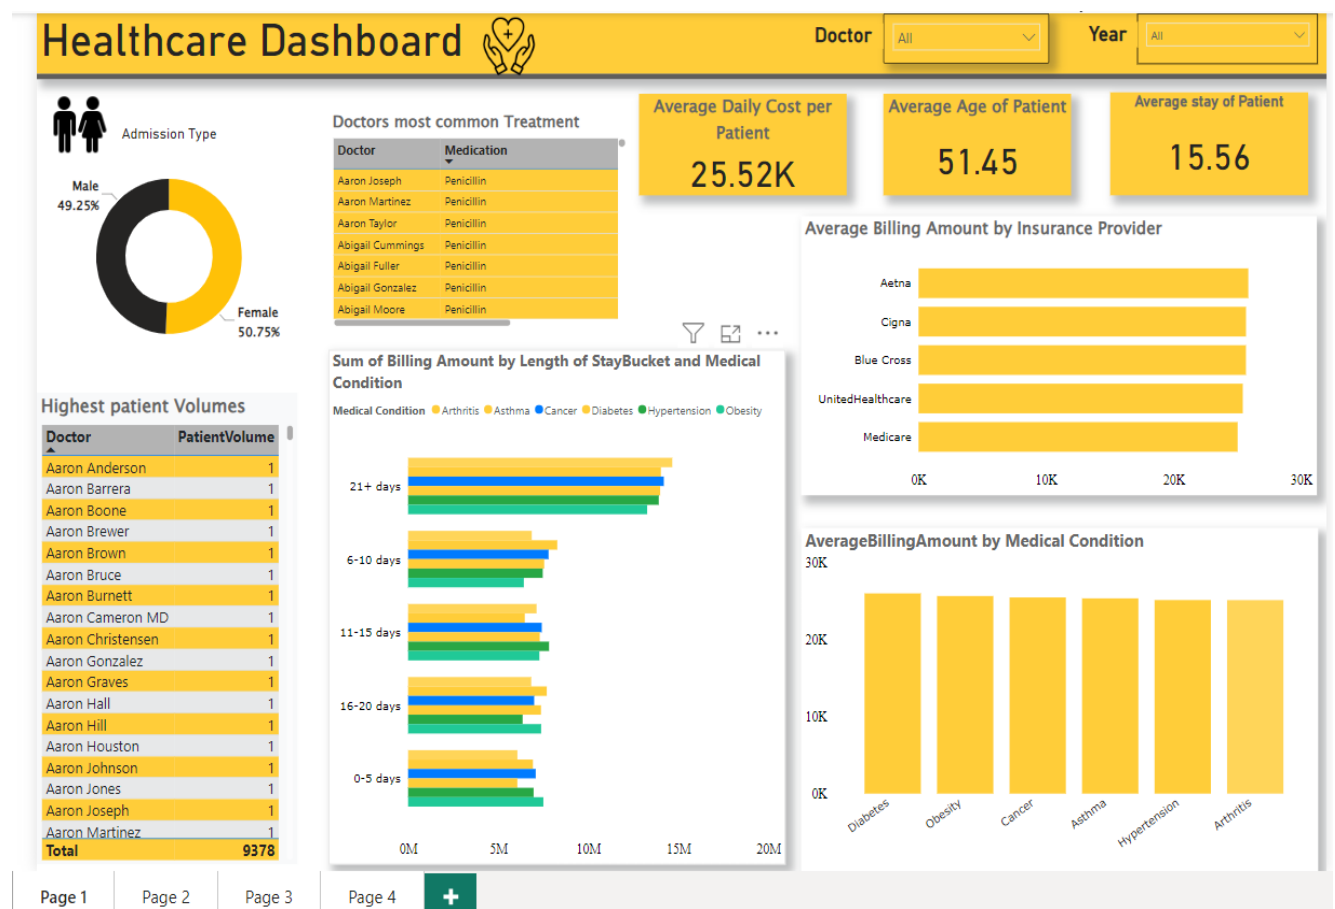 Healthcare Dashboard
Doctor
All
Year
All
Admission Type
Male
49.25%
Female
50.75%
Doctors most common Treatment
Doctor Medication
Aaron Joseph Penicillin
Aaron Martinez Penicillin
Aaron Taylor Penicillin
Abigail Cummings Penicillin
Abigail Fuller Penicillin
Abigail Gonzalez Penicillin
Abigail Moore Penicillin
Average Daily Cost per
Patient
25.52K
Average Age of Patient
51.45
Average stay of Patient
15.56
Highest patient Volumes
Doctor PatientVolume
Aaron Anderson 1
Aaron Barrera 1
Aaron Boone 1
Aaron Brewer 1
Aaron Brown 1
Aaron Bruce 1
Aaron Burnett 1
Aaron Cameron MD 1
Aaron Christensen 1
Aaron Gonzalez 1
Aaron Graves 1
Aaron Hall 1
Aaron Hill 1
Aaron Houston 1
Aaron Johnson 1
Aaron Jones 1
Aaron Joseph 1
Aaron Martinez 1
Total 9378
Sum of Billing Amount by Length of StayBucket and Medical
Condition
Medical Condition Arthritis Asthma Cancer Diabetes Hypertension Obesity
21+ days
6-10 days
11-15 days
16-20 days
0-5 days
0M 5M 10M 15M 20M
Average Billing Amount by Insurance Provider
Aetna
Cigna
Blue Cross
UnitedHealthcare
Medicare
0K 10K 20K 30K
AverageBillingAmount by Medical Condition
30K
20K
10K
0K
Diabetes Obesity Cancer Asthma Hypertension Arthritis
Page 1 Page 2 Page 3 Page 4 +